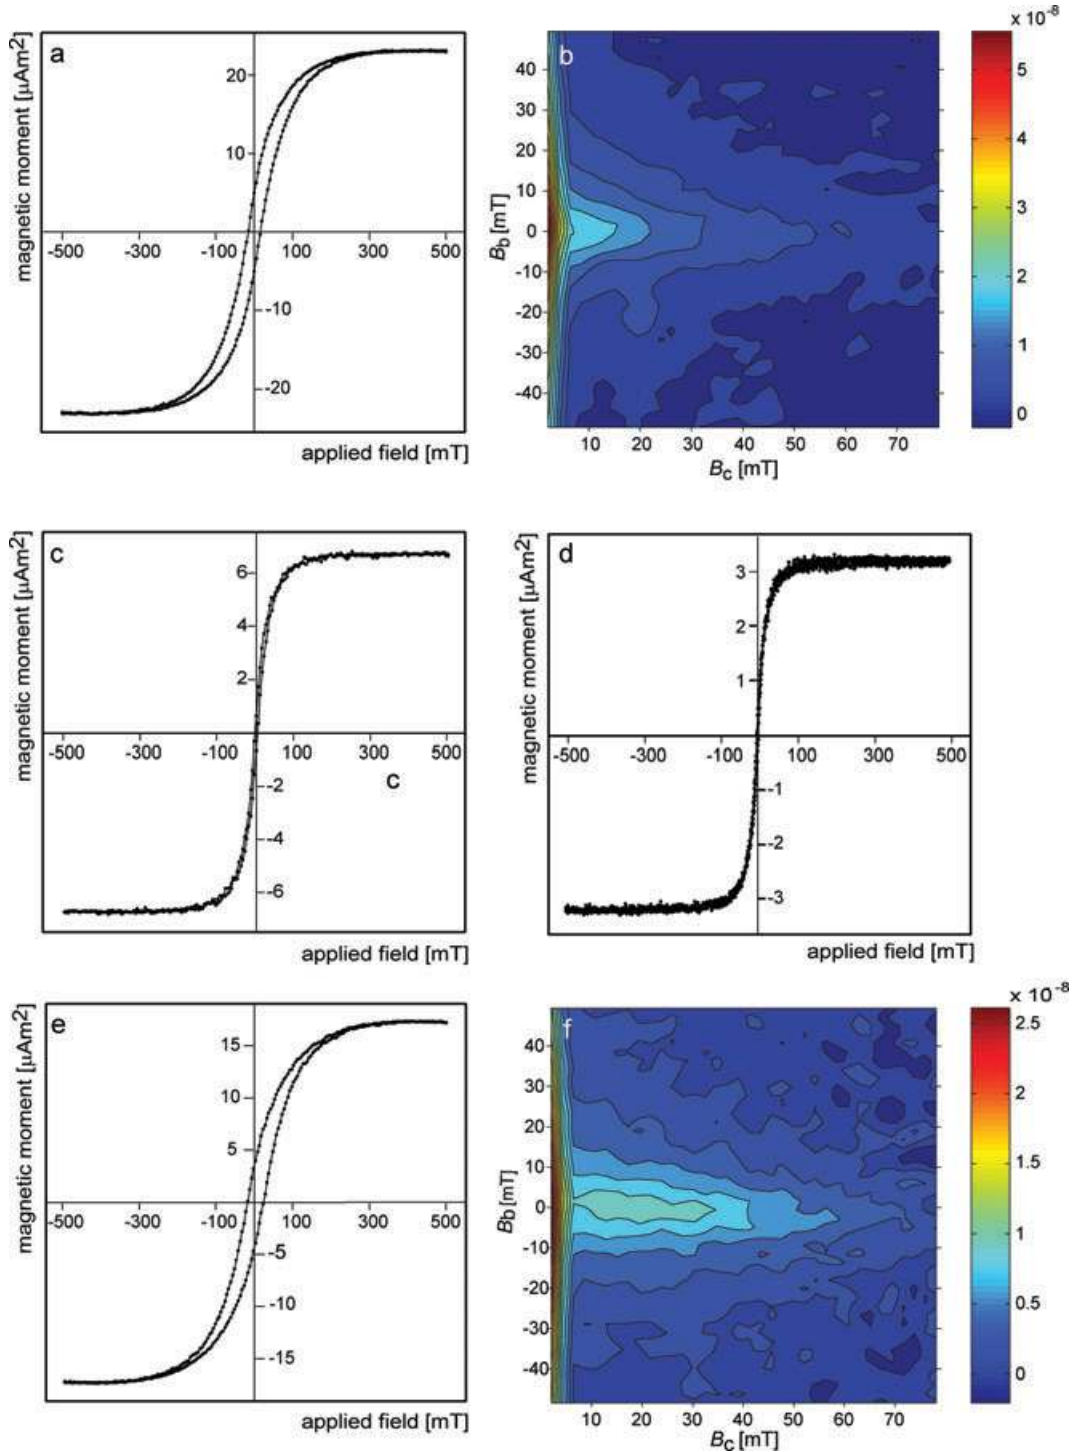 a
magnetic moment [µAm²]
20
10
-500 -300 -100 100 300 500
-10
-20
applied field [mT]
b
B_b [mT]
40
30
20
10
0
-10
-20
-30
-40
10 20 30 40 50 60 70
B_c [mT]
x 10⁻⁸
5
4
3
2
1
0
c
magnetic moment [µAm²]
6
4
2
-500 -300 -100 100 300 500
c
-2
-4
-6
applied field [mT]
d
magnetic moment [µAm²]
3
2
1
-500 -300 -100 100 300 500
-1
-2
-3
applied field [mT]
e
magnetic moment [µAm²]
15
10
5
-500 -300 -100 100 300 500
-5
-10
-15
applied field [mT]
f
B_b [mT]
40
30
20
10
0
-10
-20
-30
-40
10 20 30 40 50 60 70
B_c [mT]
x 10⁻⁸
2.5
2
1.5
1
0.5
0